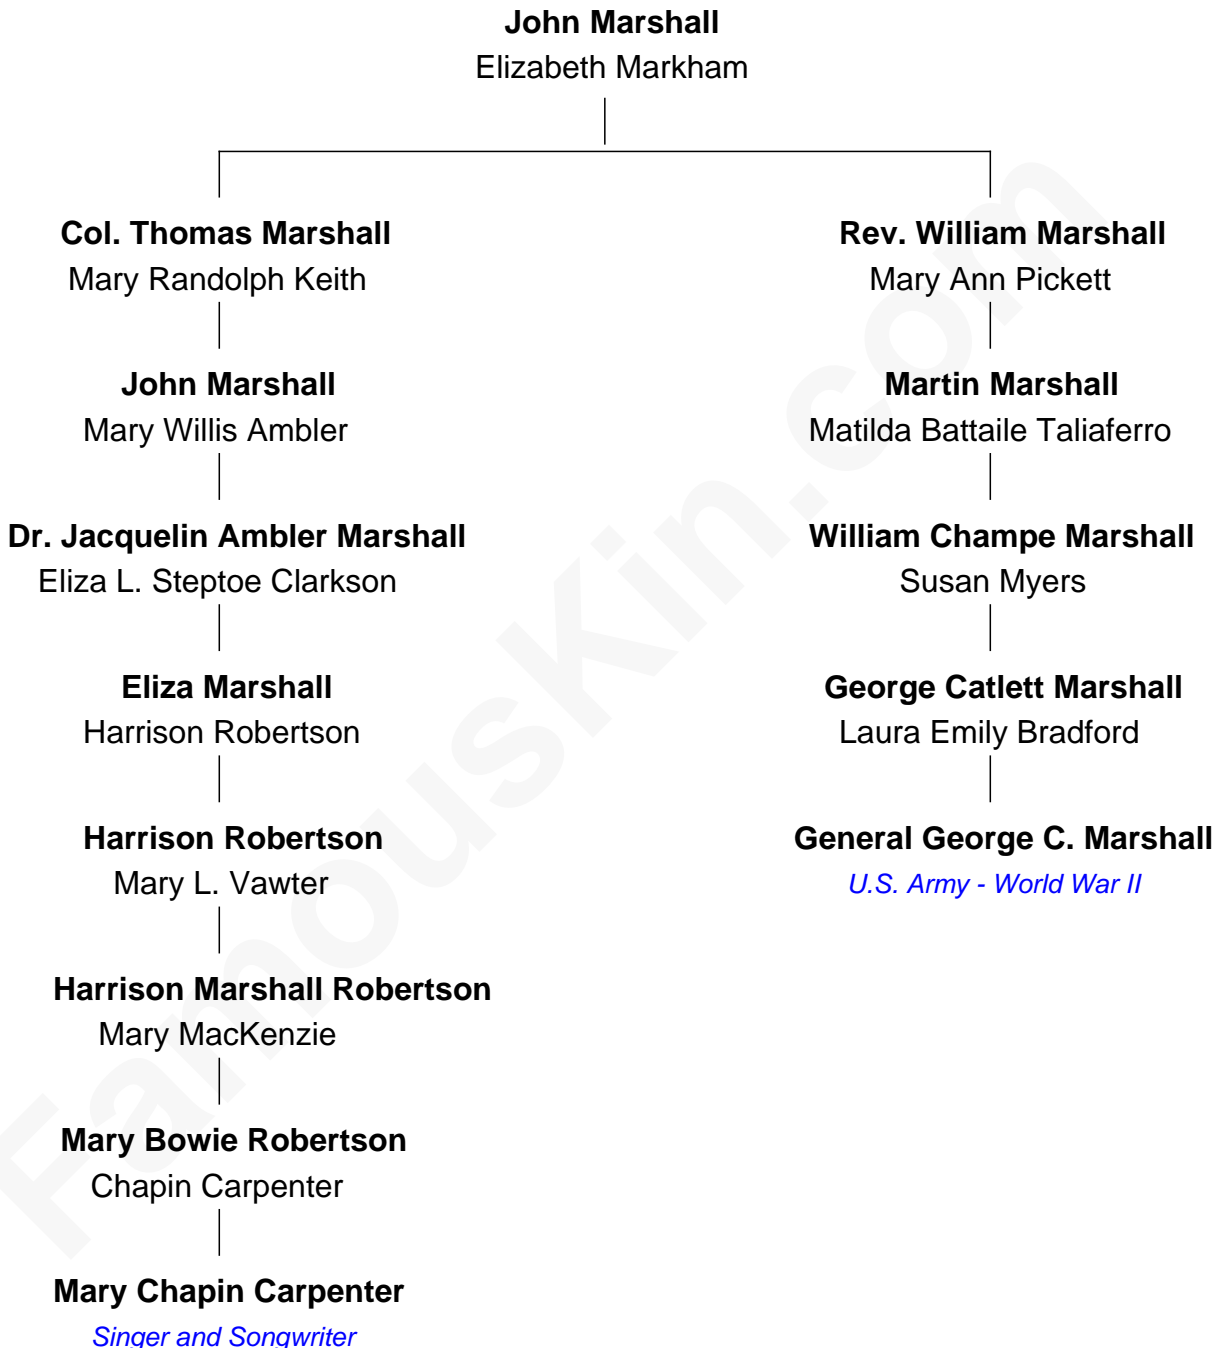 John Marshall
Elizabeth Markham
Col. Thomas Marshall
Mary Randolph Keith
Rev. William Marshall
Mary Ann Pickett
John Marshall
Mary Willis Ambler
Martin Marshall
Matilda Battaile Taliaferro
Dr. Jacquelin Ambler Marshall
Eliza L. Steptoe Clarkson
William Champe Marshall
Susan Myers
Eliza Marshall
Harrison Robertson
George Catlett Marshall
Laura Emily Bradford
Harrison Robertson
Mary L. Vawter
General George C. Marshall
U.S. Army - World War II
Harrison Marshall Robertson
Mary MacKenzie
Mary Bowie Robertson
Chapin Carpenter
Mary Chapin Carpenter
Singer and Songwriter
FamousKin.com